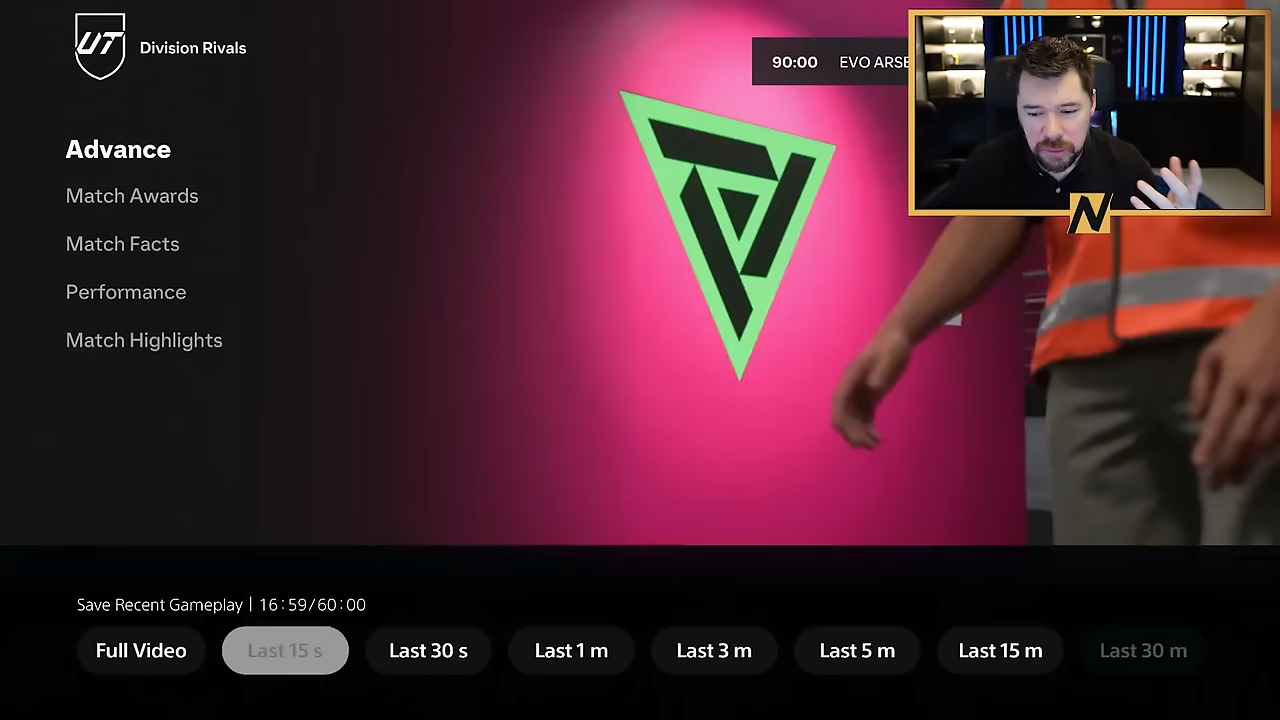 UT
Division Rivals
90:00 EVO ARSE
Advance
Match Awards
Match Facts
Performance
Match Highlights
N
Save Recent Gameplay | 16:59/60:00
Full Video
Last 15 s
Last 30 s
Last 1 m
Last 3 m
Last 5 m
Last 15 m
Last 30 m